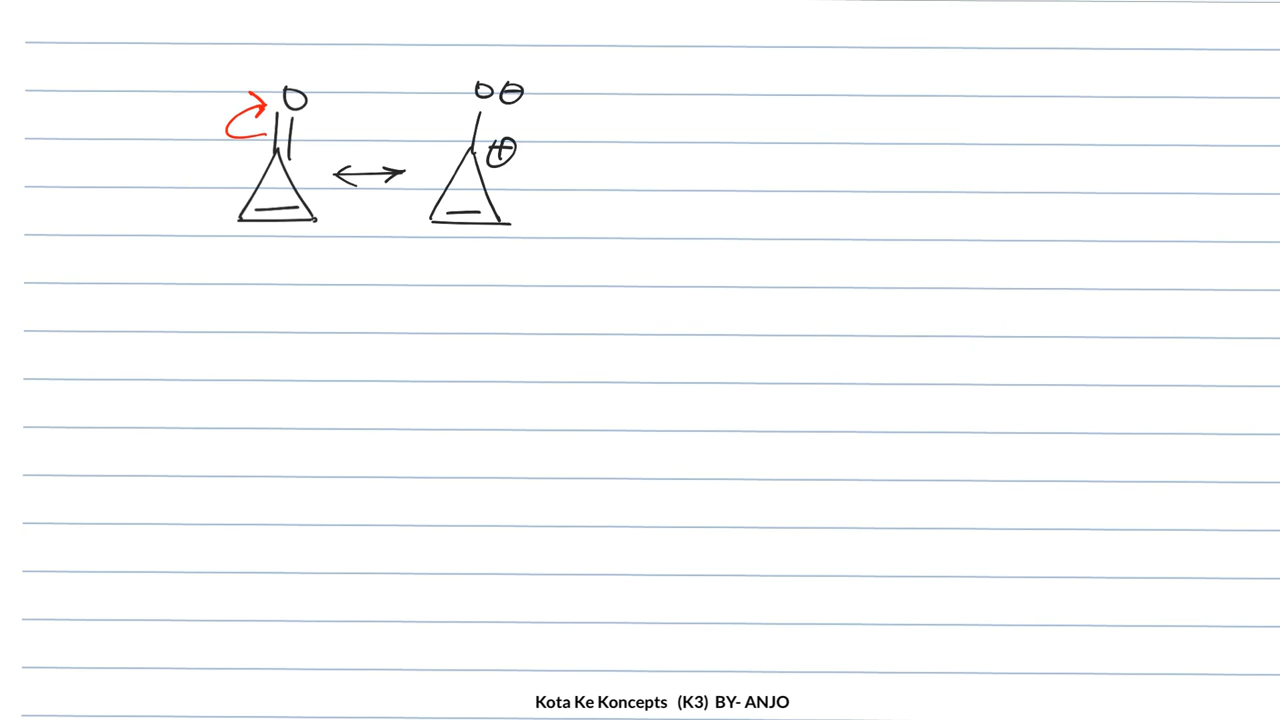 O O⊖
⊕
Kota Ke Koncepts (K3) BY- ANJO